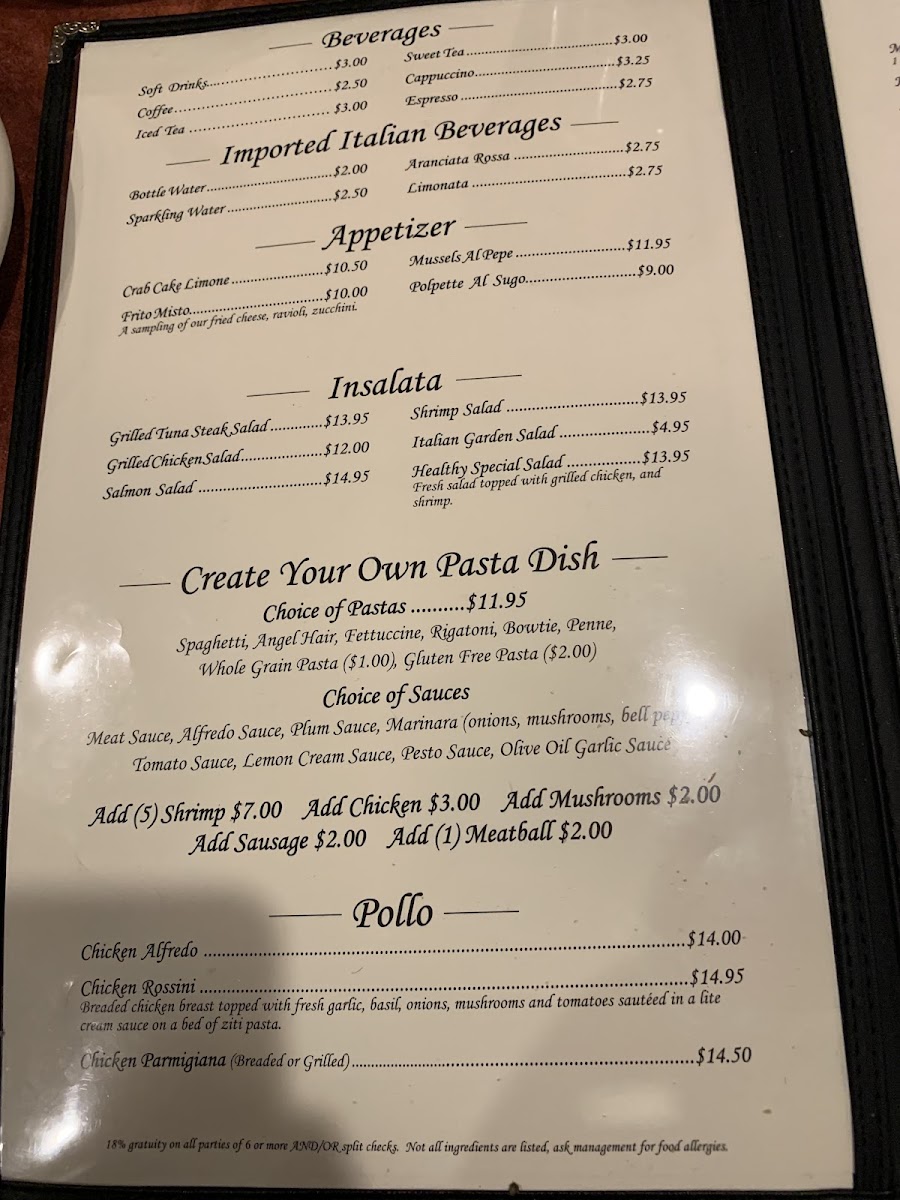 Beverages
Soft Drinks..........$3.00
Coffee..........$2.50
Iced Tea..........$3.00
Sweet Tea..........$3.00
Cappuccino..........$3.25
Espresso..........$2.75
Imported Italian Beverages
Bottle Water..........$2.00
Sparkling Water..........$2.50
Aranciata Rossa..........$2.75
Limonata..........$2.75
Appetizer
Crab Cake Limone..........$10.50
Frito Misto..........$10.00
A sampling of our fried cheese, ravioli, zucchini.
Mussels Al Pepe..........$11.95
Polpette Al Sugo..........$9.00
Insalata
Grilled Tuna Steak Salad..........$13.95
Grilled Chicken Salad..........$12.00
Salmon Salad..........$14.95
Shrimp Salad..........$13.95
Italian Garden Salad..........$4.95
Healthy Special Salad..........$13.95
Fresh salad topped with grilled chicken, and
shrimp.
Create Your Own Pasta Dish
Choice of Pastas..........$11.95
Spaghetti, Angel Hair, Fettuccine, Rigatoni, Bowtie, Penne,
Whole Grain Pasta ($1.00), Gluten Free Pasta ($2.00)
Choice of Sauces
Meat Sauce, Alfredo Sauce, Plum Sauce, Marinara (onions, mushrooms, bell
Tomato Sauce, Lemon Cream Sauce, Pesto Sauce, Olive Oil Garlic Sauce
Add (5) Shrimp $7.00 Add Chicken $3.00 Add Mushrooms $2.00
Add Sausage $2.00 Add (1) Meatball $2.00
Pollo
Chicken Alfredo..........$14.00
Chicken Rossini..........$14.95
Breaded chicken breast topped with fresh garlic, basil, onions, mushrooms and tomatoes sautéed in a lite
cream sauce on a bed of ziti pasta.
Chicken Parmigiana (Breaded or Grilled)..........$14.50
18% gratuity on all parties of 6 or more AND/OR split checks. Not all ingredients are listed, ask management for food allergies.